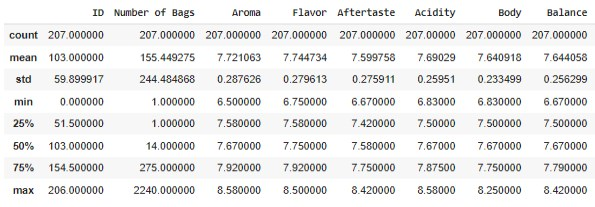 ID Number of Bags Aroma Flavor Aftertaste Acidity Body Balance
count 207.000000 207.000000 207.000000 207.000000 207.000000 207.00000 207.000000 207.000000
mean 103.000000 155.449275 7.721063 7.744734 7.599758 7.69029 7.640918 7.644058
std 59.899917 244.484868 0.287626 0.279613 0.275911 0.25951 0.233499 0.256299
min 0.000000 1.000000 6.500000 6.750000 6.670000 6.83000 6.830000 6.670000
25% 51.500000 1.000000 7.580000 7.580000 7.420000 7.50000 7.500000 7.500000
50% 103.000000 14.000000 7.670000 7.750000 7.580000 7.67000 7.670000 7.670000
75% 154.500000 275.000000 7.920000 7.920000 7.750000 7.87500 7.750000 7.790000
max 206.000000 2240.000000 8.580000 8.500000 8.420000 8.58000 8.250000 8.420000